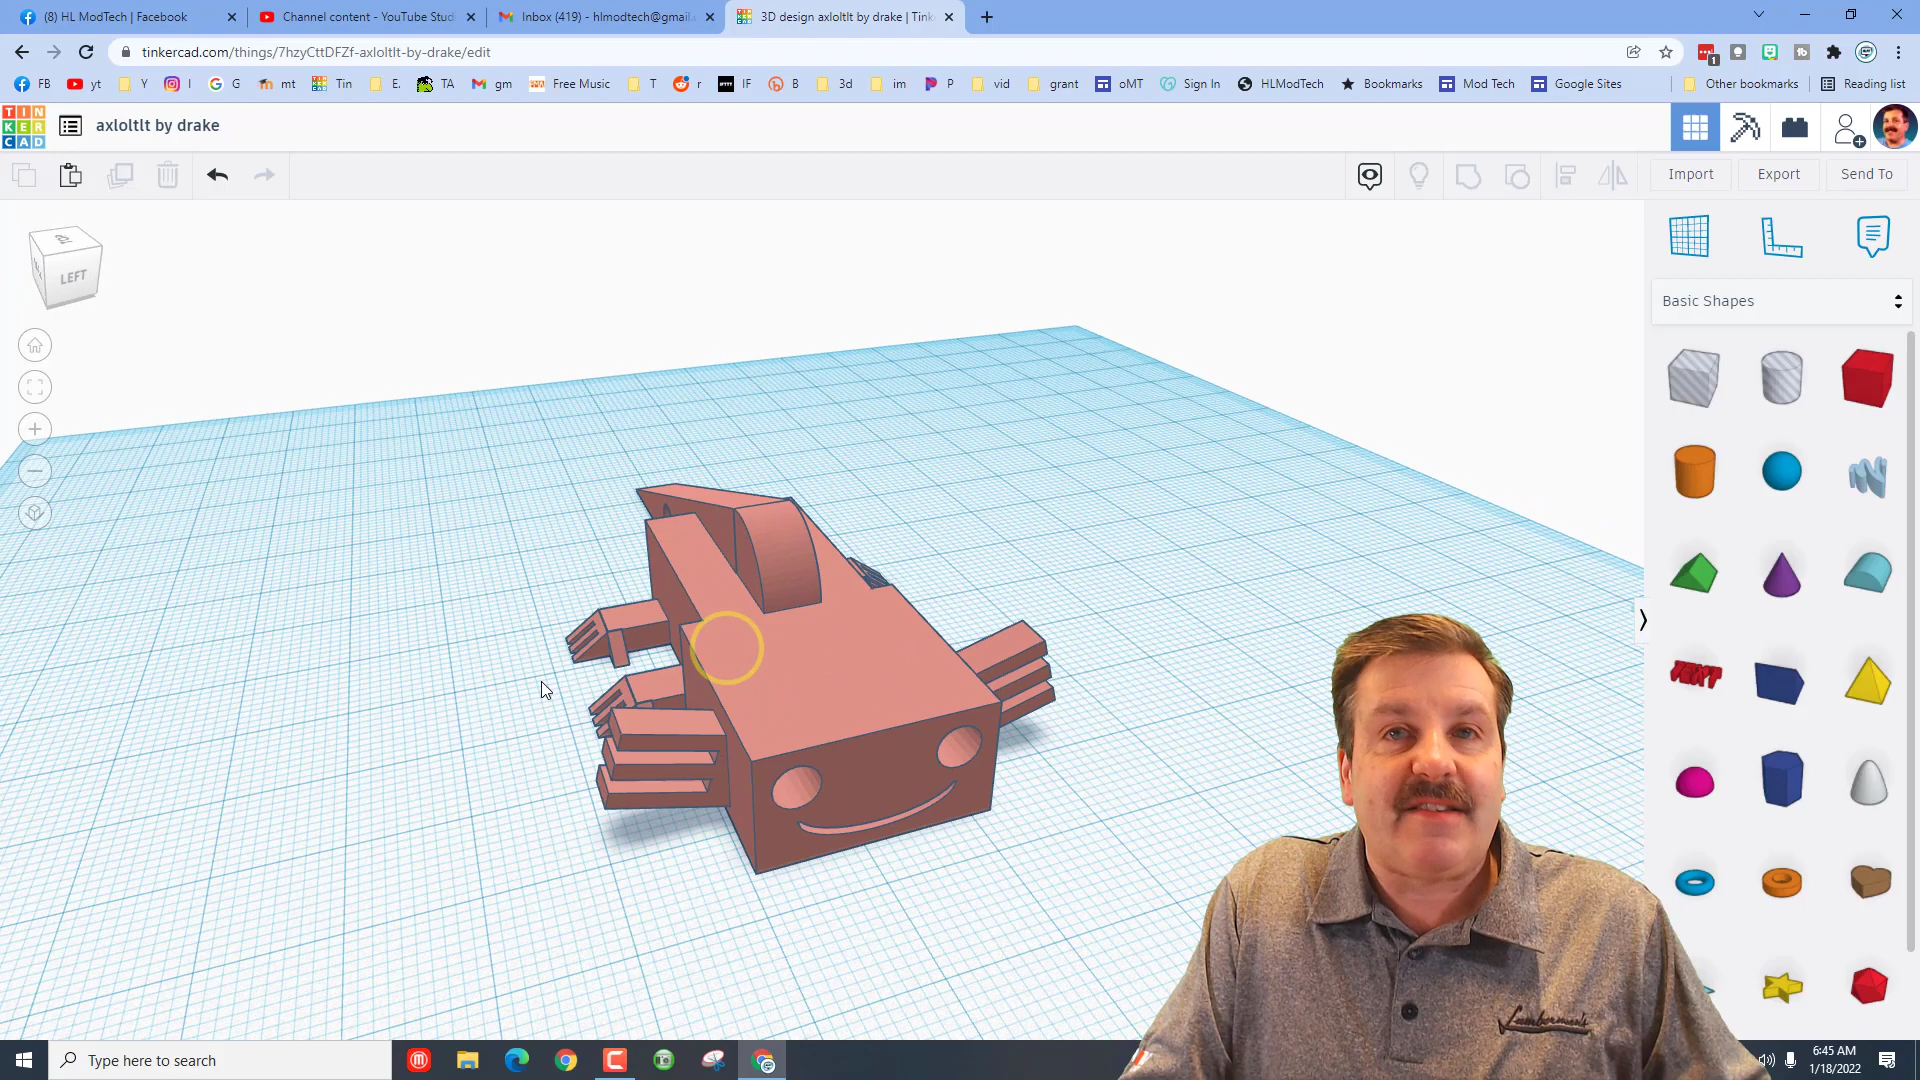 (8) HL ModTech | Facebook
Channel content - YouTube Stud
Inbox (419) - hlmodtech@gmail.
3D design axloltlt by drake | Tink
tinkercad.com/things/7hzyCttDFZf-axloltlt-by-drake/edit
FB
yt
Y
I
G
mt
Tin
E.
TA
gm
Free Music
T
r
IF
B
3d
im
P
vid
grant
oMT
Sign In
HLModTech
Bookmarks
Mod Tech
Google Sites
Other bookmarks
Reading list
TIN
KER
CAD
axloltlt by drake
Import
Export
Send To
TOP
LEFT
Basic Shapes
TEXT
Lumbermen's
Type here to search
6:45 AM
1/18/2022